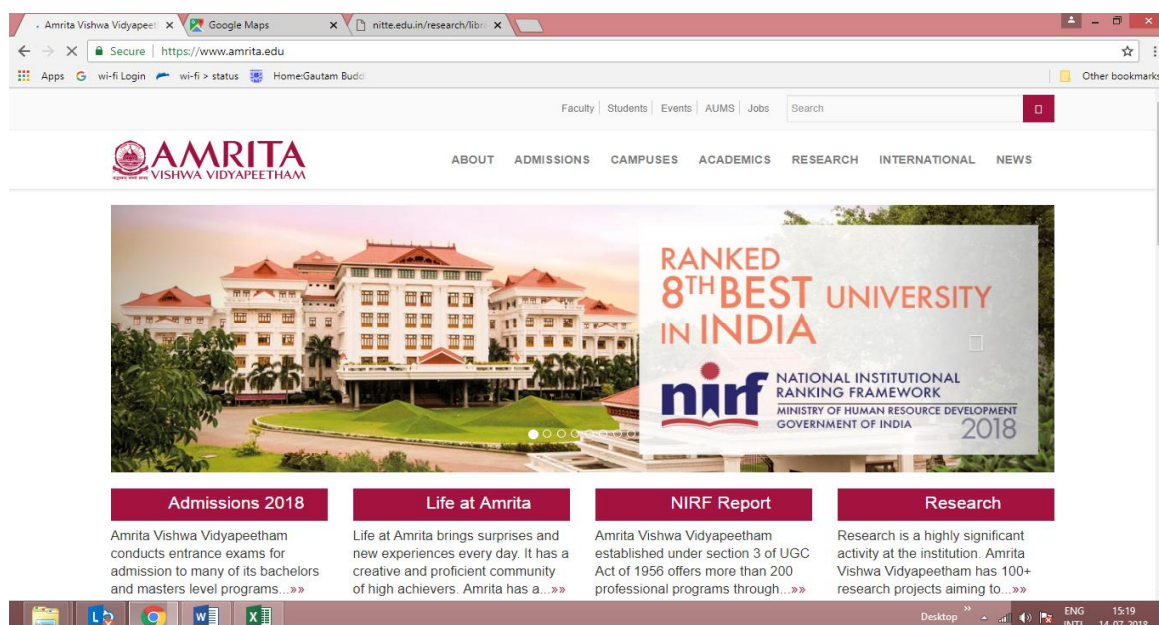 Amrita Vishwa Vidyapeet
Google Maps
nitte.edu.in/research/libra
Secure | https://www.amrita.edu
Apps
wi-fi Login
wi-fi > status
Home:Gautam Budd
Other bookmarks
Faculty | Students | Events | AUMS | Jobs
Search
AMRITA
VISHWA VIDYAPEETHAM
ABOUT ADMISSIONS CAMPUSES ACADEMICS RESEARCH INTERNATIONAL NEWS
RANKED
8TH BEST UNIVERSITY
IN INDIA
nirf
NATIONAL INSTITUTIONAL
RANKING FRAMEWORK
MINISTRY OF HUMAN RESOURCE DEVELOPMENT
GOVERNMENT OF INDIA
2018
Admissions 2018
Amrita Vishwa Vidyapeetham
conducts entrance exams for
admission to many of its bachelors
and masters level programs...»»
Life at Amrita
Life at Amrita brings surprises and
new experiences every day. It has a
creative and proficient community
of high achievers. Amrita has a...»»
NIRF Report
Amrita Vishwa Vidyapeetham
established under section 3 of UGC
Act of 1956 offers more than 200
professional programs through...»»
Research
Research is a highly significant
activity at the institution. Amrita
Vishwa Vidyapeetham has 100+
research projects aiming to...»»
Desktop
ENG
INTL
15:19
14-07-2018